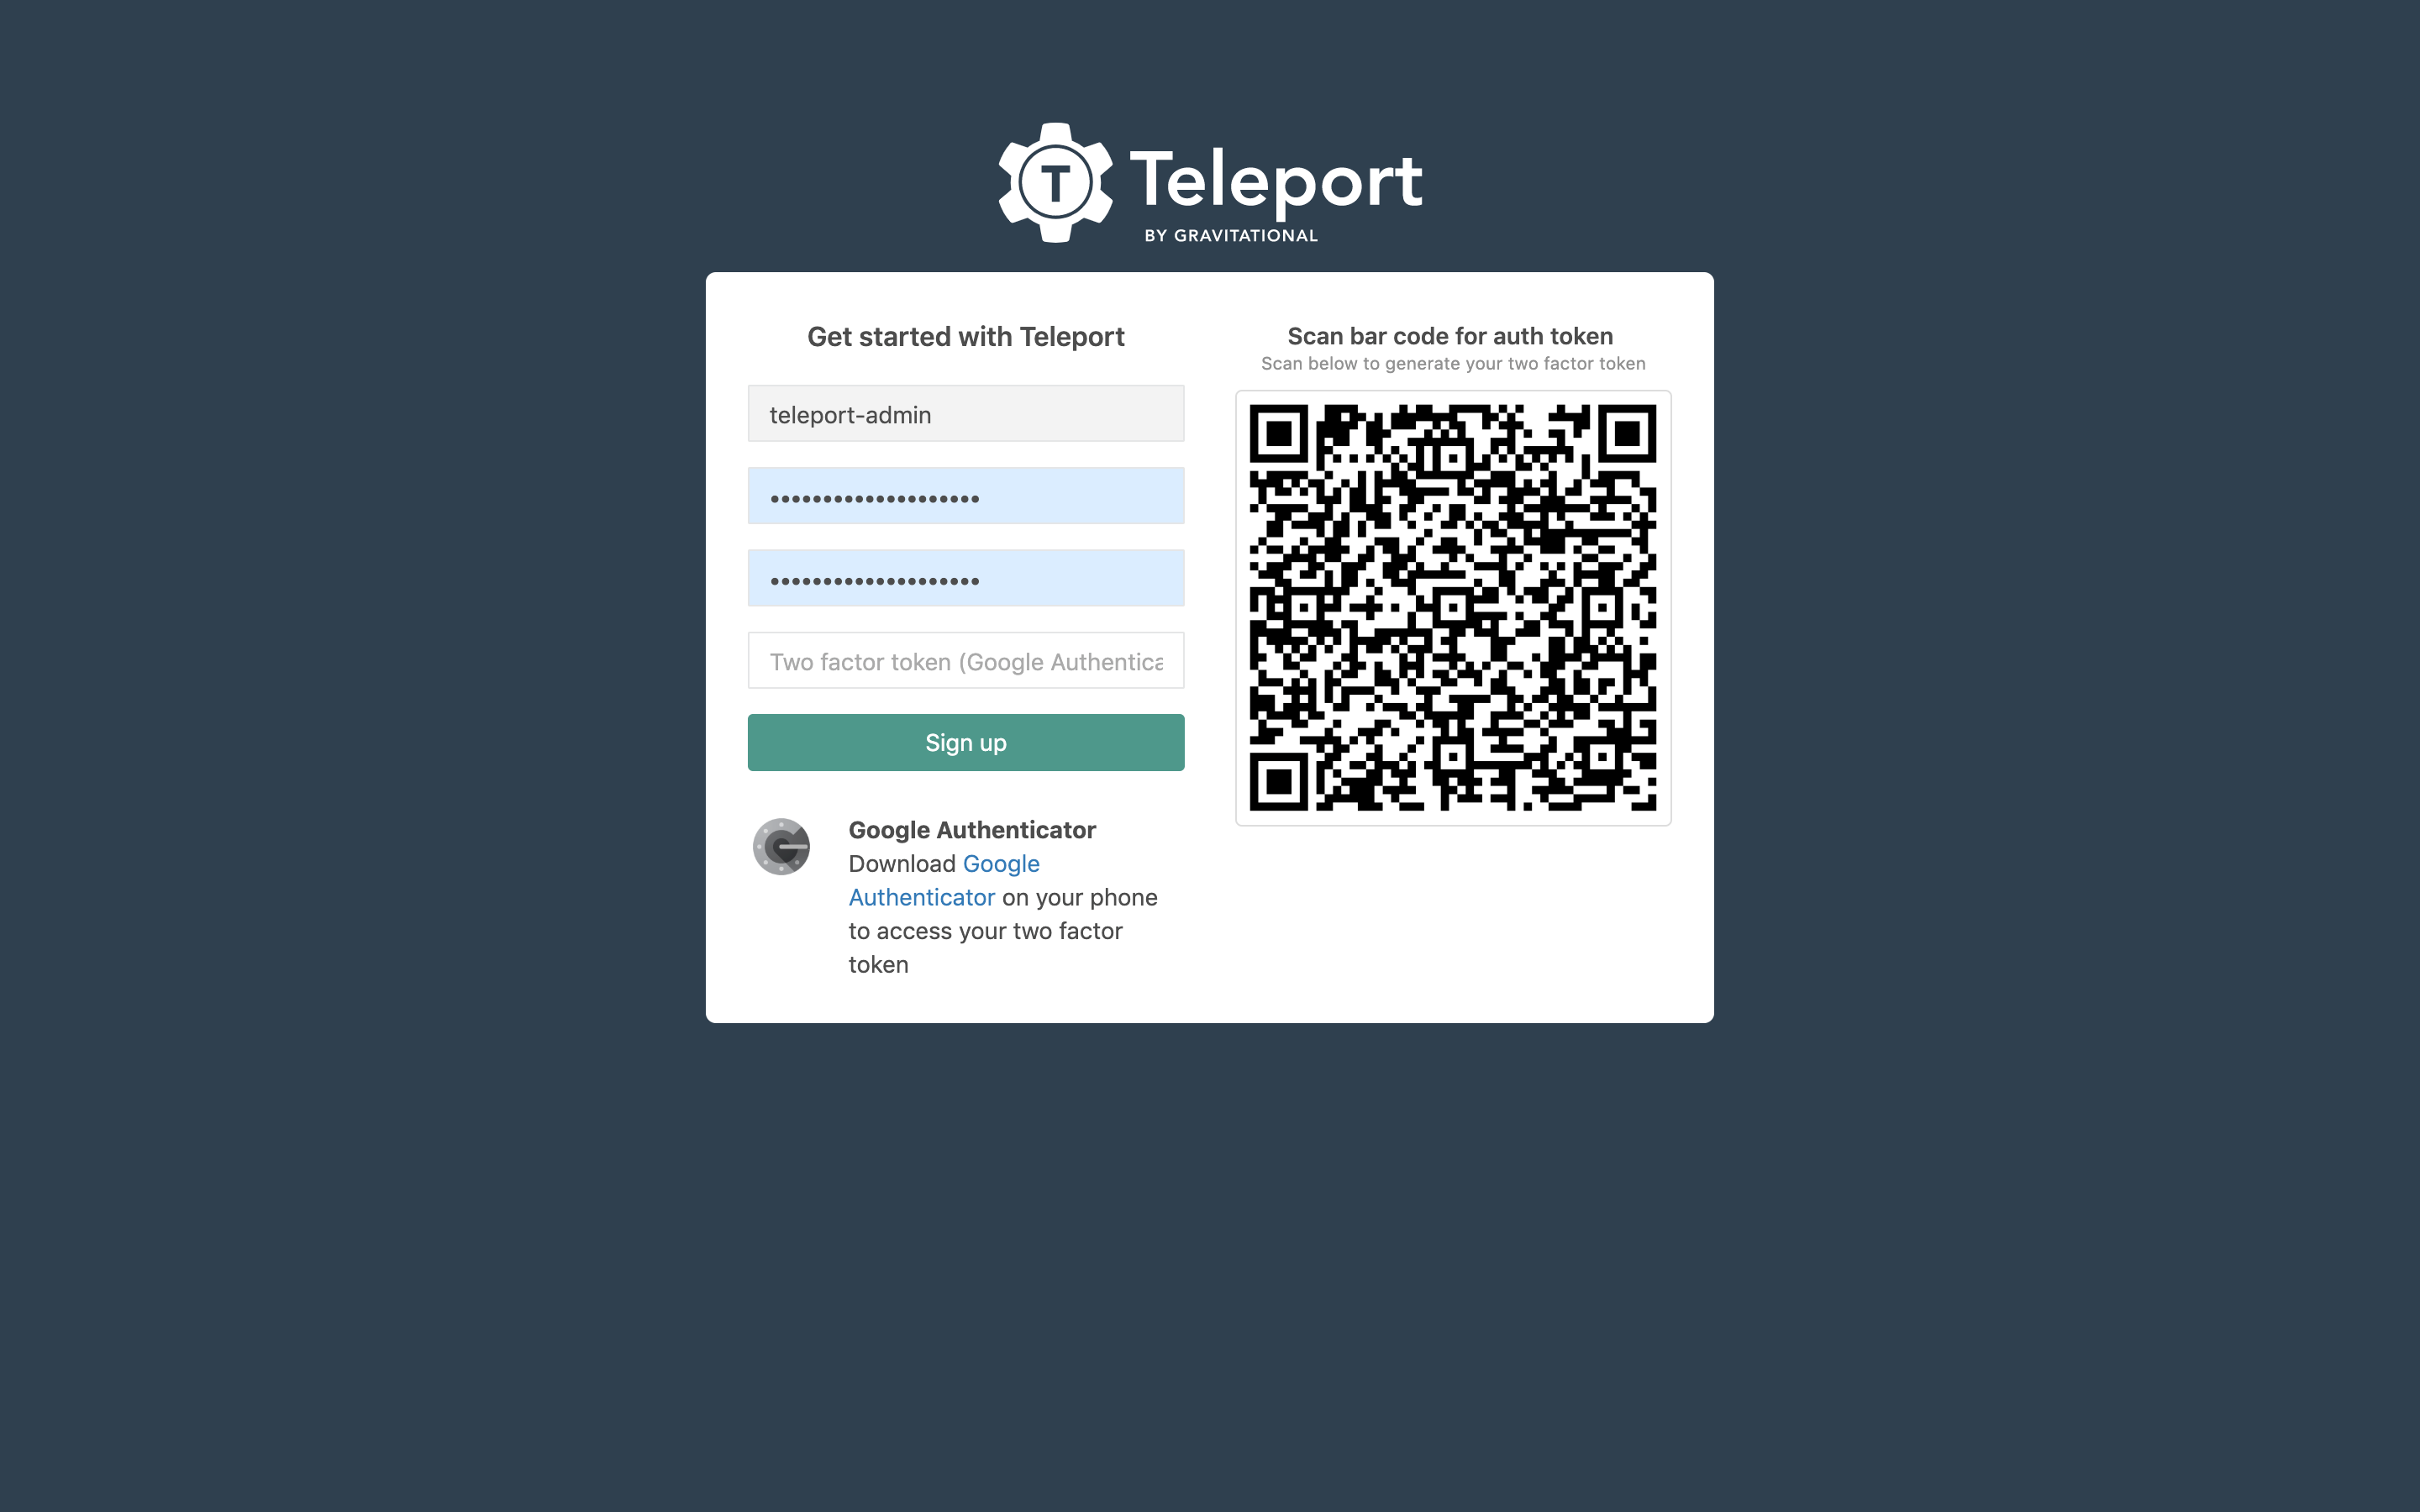 T Teleport
BY GRAVITATIONAL
Get started with Teleport
teleport-admin
••••••••••••••••••••
••••••••••••••••••••
Two factor token (Google Authentica
Sign up
Google Authenticator
Download Google
Authenticator on your phone
to access your two factor
token
Scan bar code for auth token
Scan below to generate your two factor token